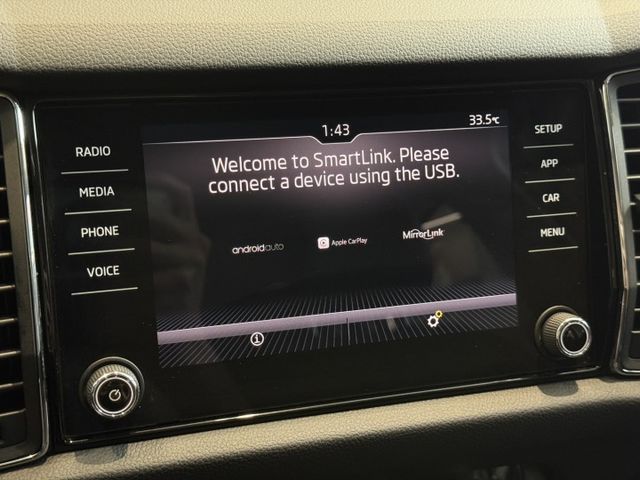 1:43
33.5°C
RADIO
MEDIA
PHONE
VOICE
Welcome to SmartLink. Please
connect a device using the USB.
androidauto
Apple CarPlay
MirrorLink
SETUP
APP
CAR
MENU